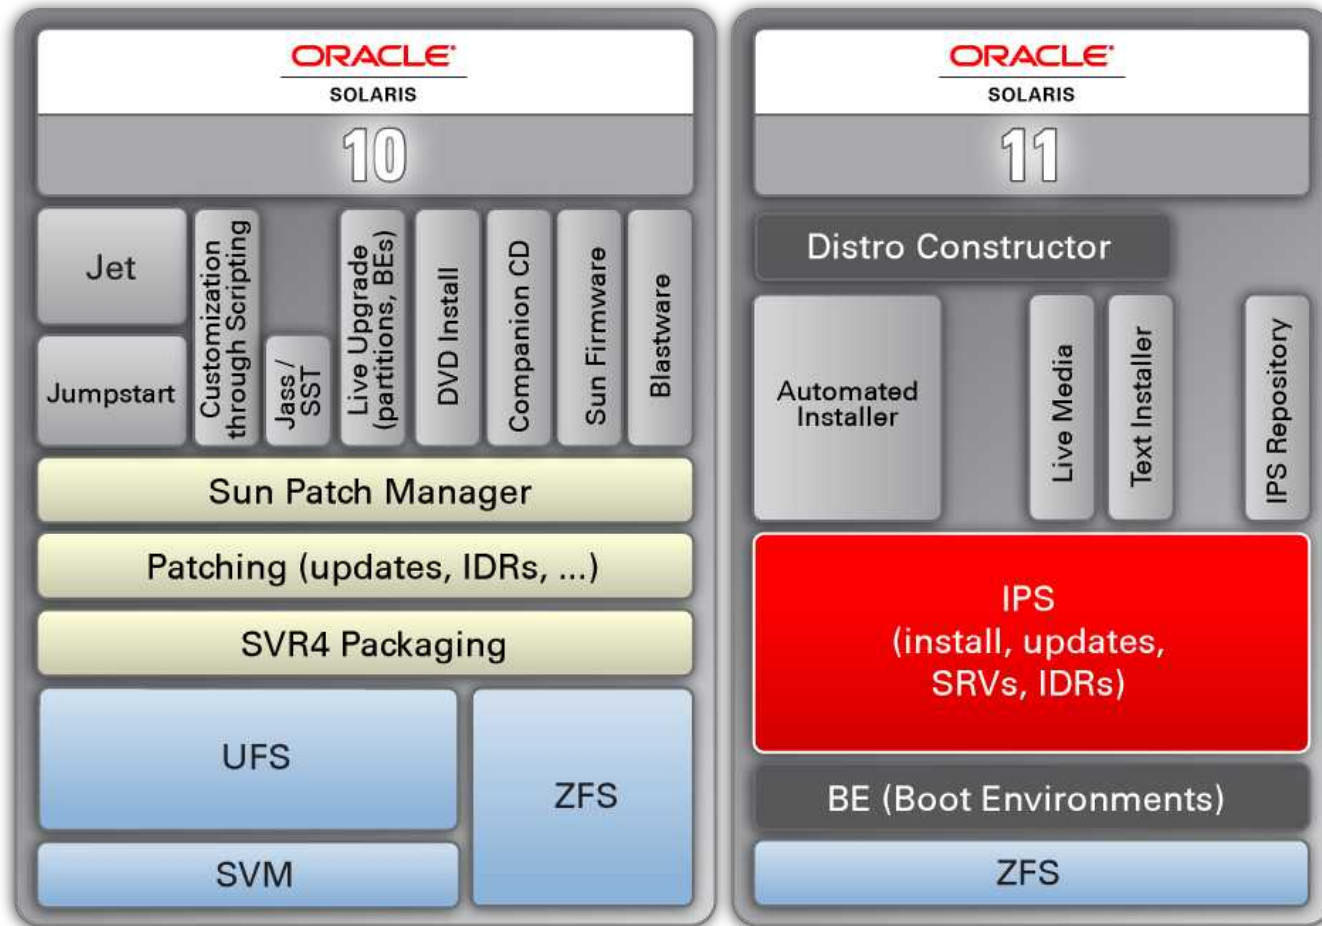 ORACLE
SOLARIS
10
Jet
Jumpstart
Customization
through Scripting
Jass /
SST
Live Upgrade
(partitions, BEs)
DVD Install
Companion CD
Sun Firmware
Blastware
Sun Patch Manager
Patching (updates, IDRs, ...)
SVR4 Packaging
UFS
SVM
ZFS
ORACLE
SOLARIS
11
Distro Constructor
Automated
Installer
Live Media
Text Installer
IPS Repository
IPS
(install, updates,
SRVs, IDRs)
BE (Boot Environments)
ZFS